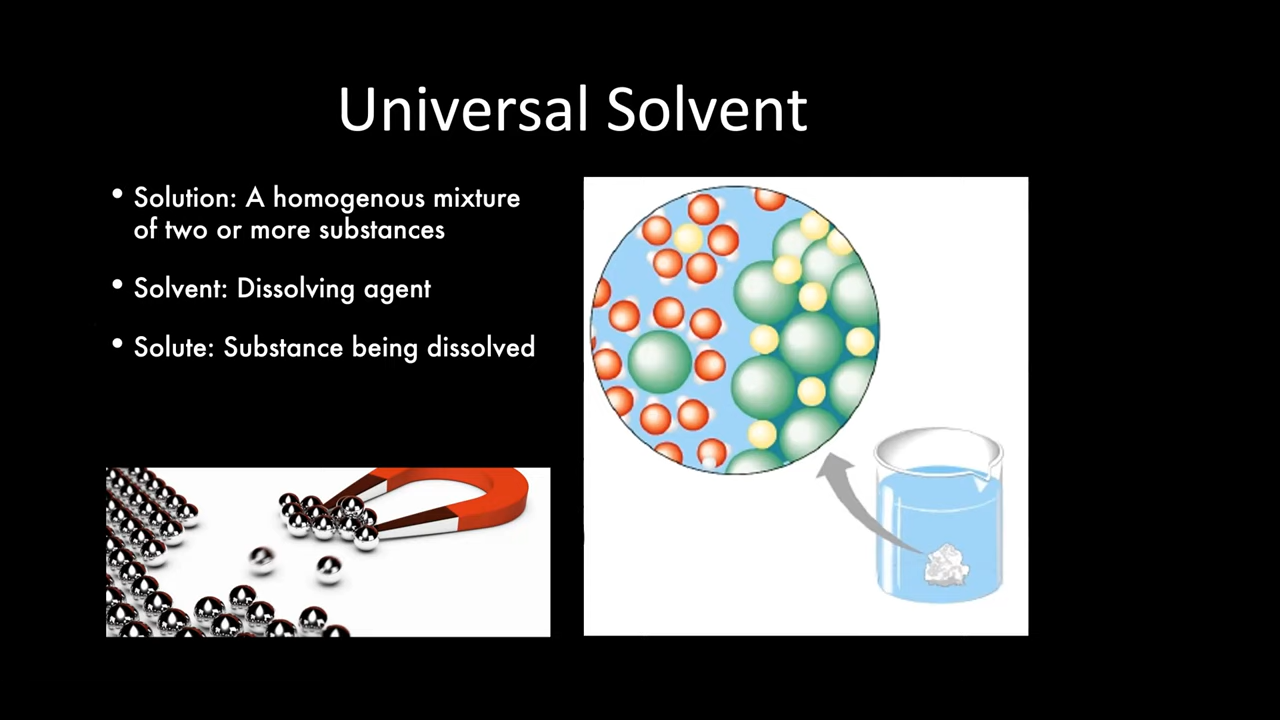 Universal Solvent
• Solution: A homogenous mixture
of two or more substances
• Solvent: Dissolving agent
• Solute: Substance being dissolved